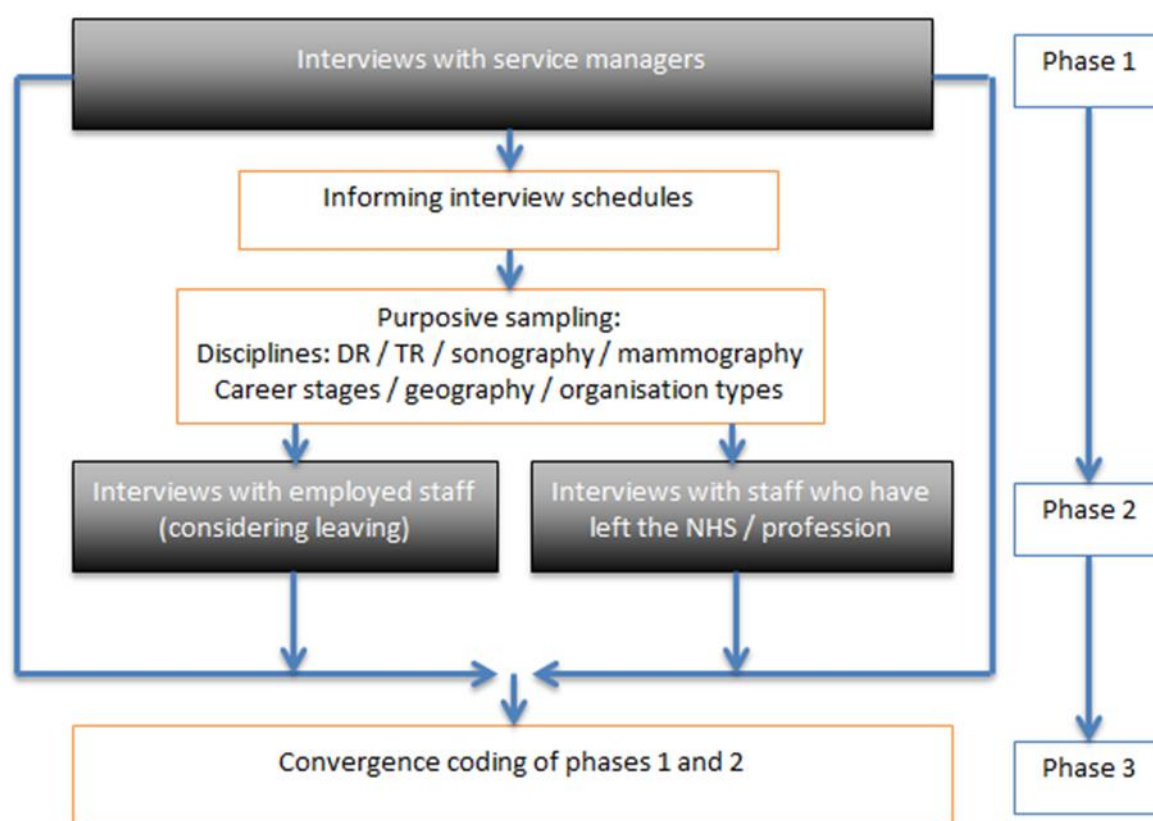 Interviews with service managers
Phase 1
Informing interview schedules
Purposive sampling:
Disciplines: DR / TR / sonography / mammography
Career stages / geography / organisation types
Interviews with employed staff
(considering leaving)
Interviews with staff who have
left the NHS / profession
Phase 2
Convergence coding of phases 1 and 2
Phase 3